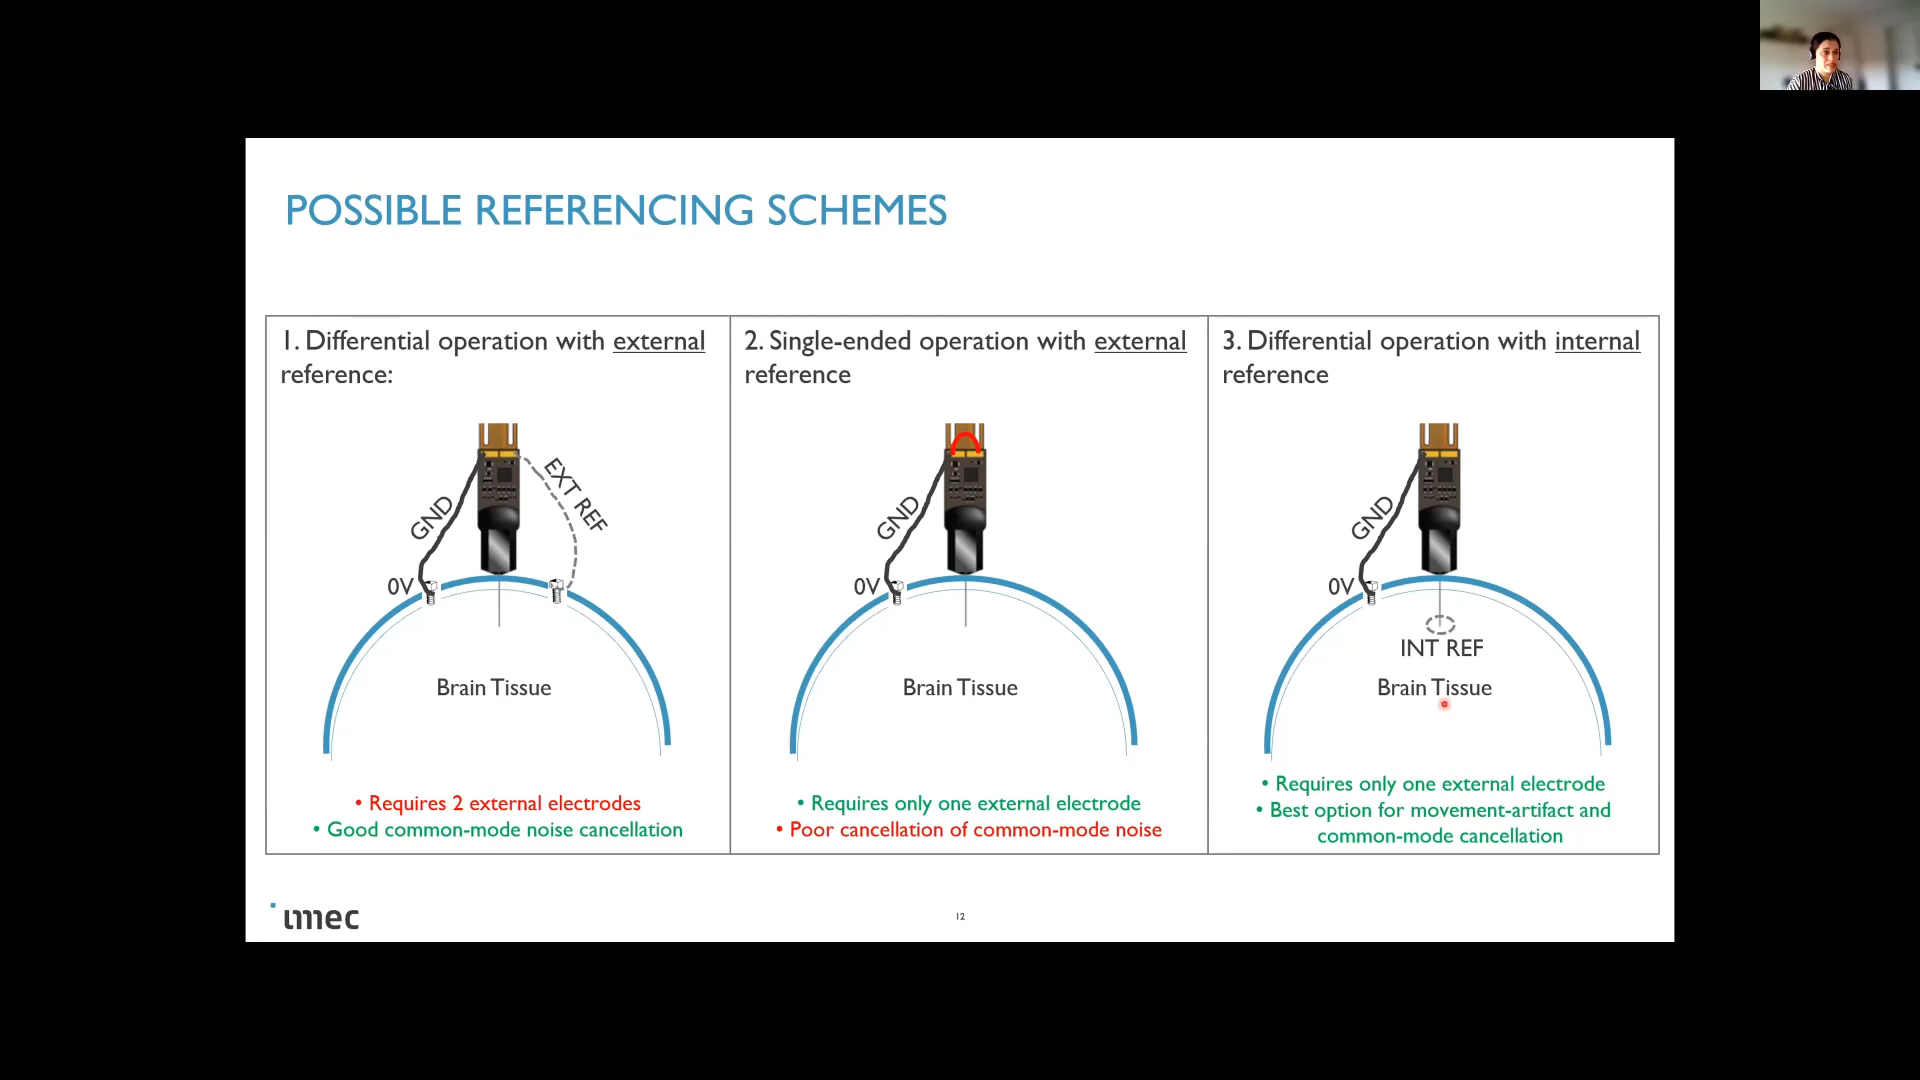 POSSIBLE REFERENCING SCHEMES
1. Differential operation with external
reference:
GND
EXT REF
0V
Brain Tissue
• Requires 2 external electrodes
• Good common-mode noise cancellation
2. Single-ended operation with external
reference
GND
0V
Brain Tissue
• Requires only one external electrode
• Poor cancellation of common-mode noise
3. Differential operation with internal
reference
GND
0V
INT REF
Brain Tissue
• Requires only one external electrode
• Best option for movement-artifact and
common-mode cancellation
imec
12